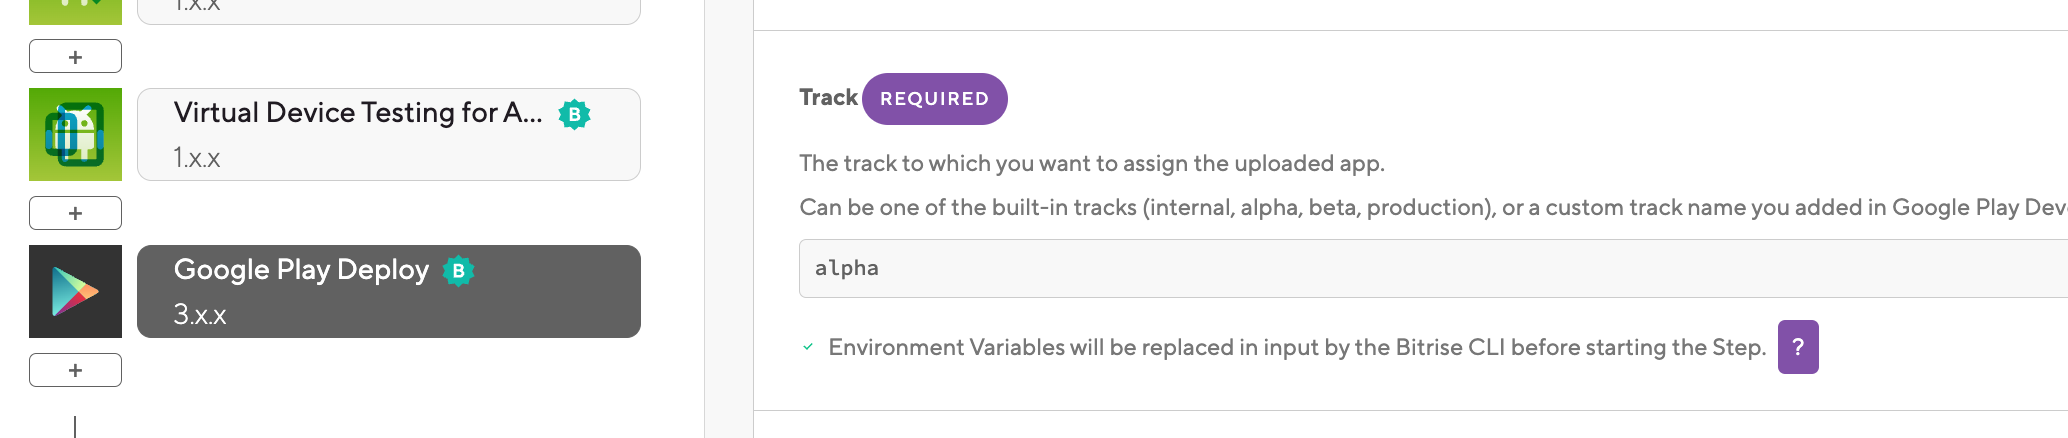 1.x.x
+
Virtual Device Testing for A... B
1.x.x
+
Google Play Deploy B
3.x.x
+
Track REQUIRED
The track to which you want to assign the uploaded app.
Can be one of the built-in tracks (internal, alpha, beta, production), or a custom track name you added in Google Play Dev
alpha
Environment Variables will be replaced in input by the Bitrise CLI before starting the Step. ?